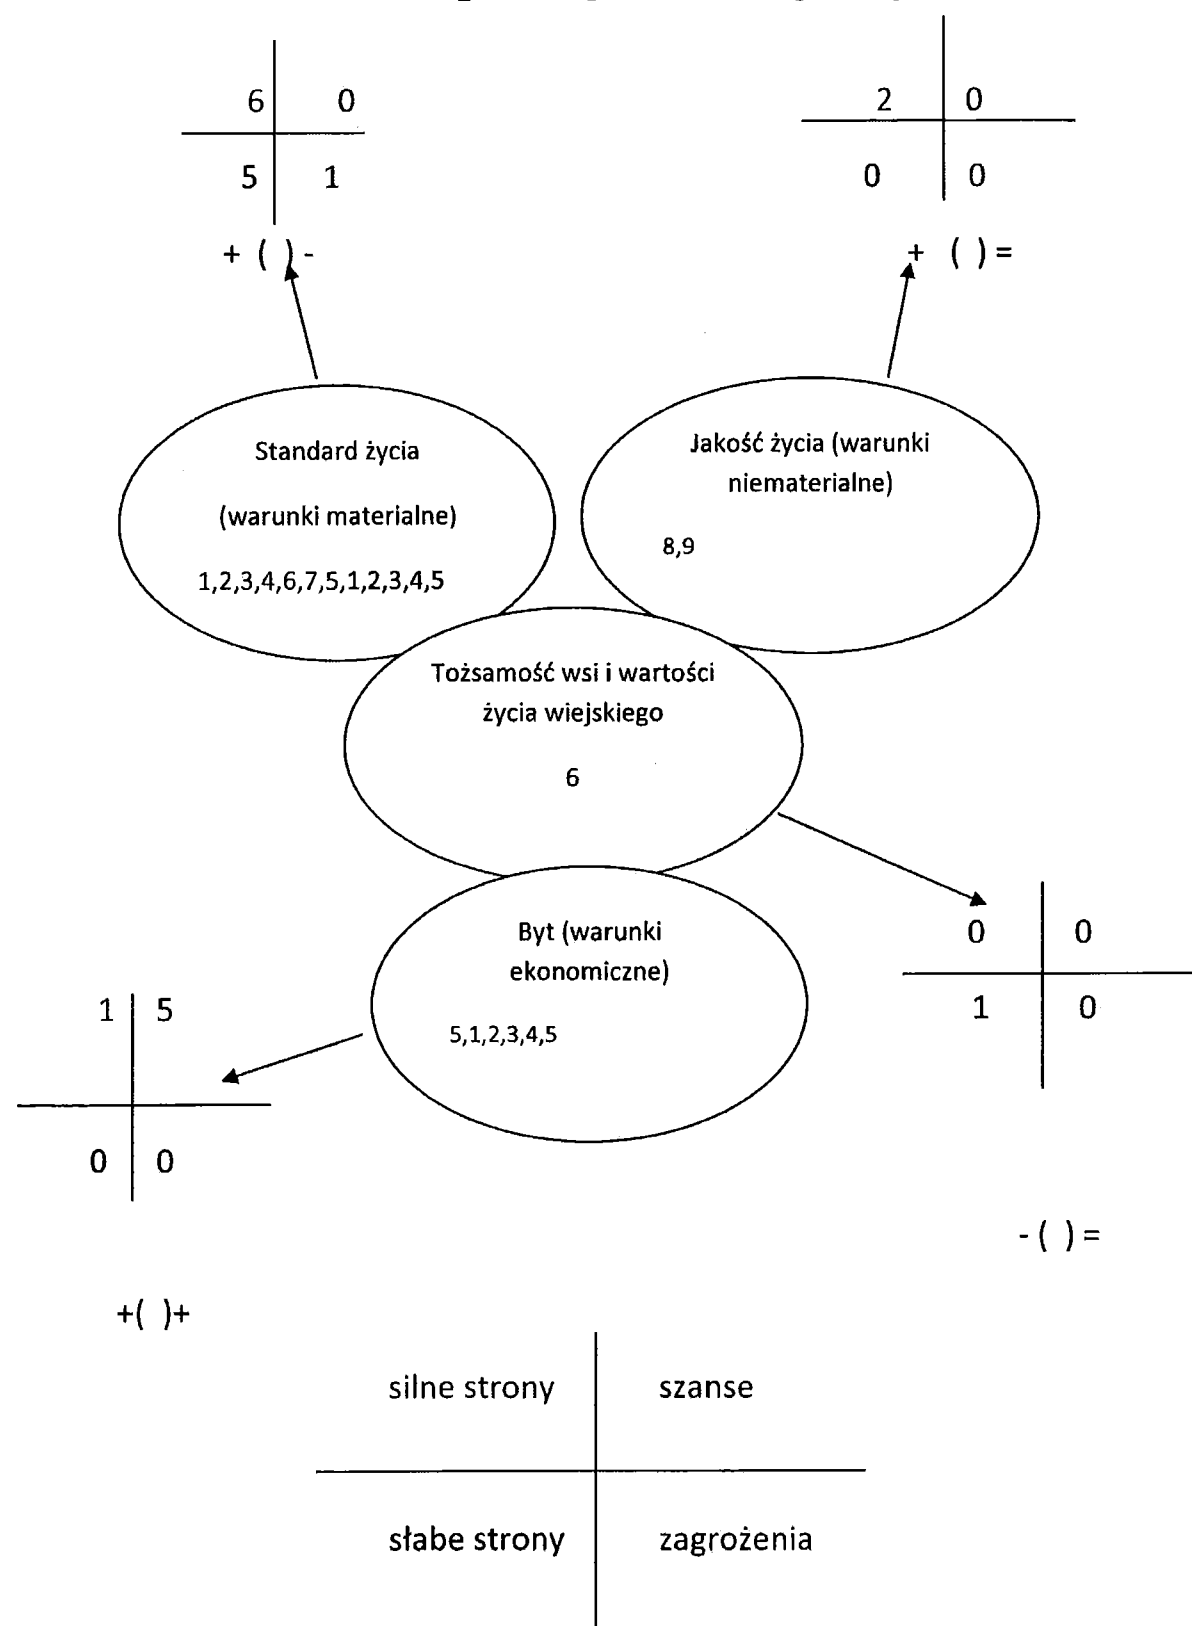 6 0
5 1
+ ( ) -
2 0
0 0
+ ( ) =
Standard życia
(warunki materialne)
1,2,3,4,6,7,5,1,2,3,4,5
Jakość życia (warunki
niematerialne)
8,9
Tożsamość wsi i wartości
życia wiejskiego
6
Byt (warunki
ekonomiczne)
5,1,2,3,4,5
0 0
1 0
- ( ) =
1 5
0 0
+( )+
silne strony szanse
słabe strony zagrożenia